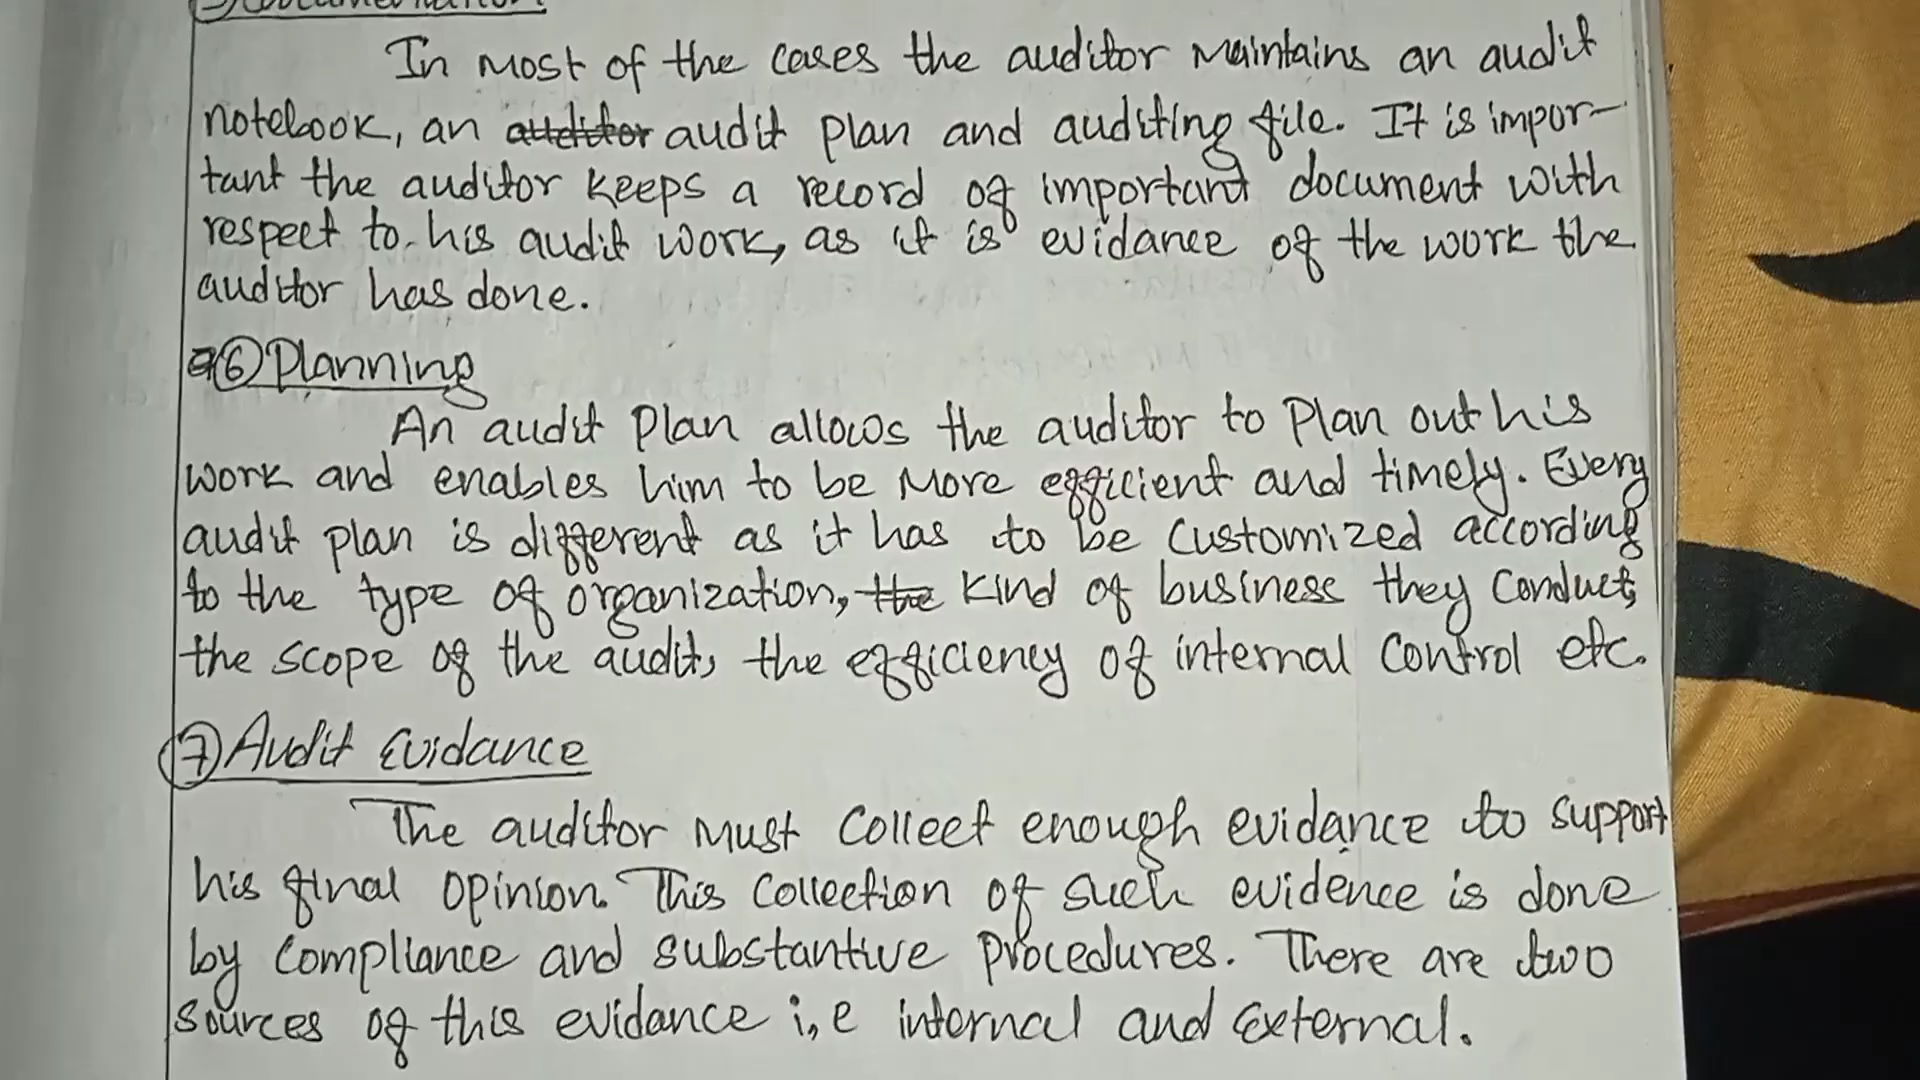 In most of the cases the auditor maintains an audit
notebook, an auditor audit plan and auditing file. It is impor-
tant the auditor keeps a record of important document with
respect to his audit work, as it is evidance of the work the
auditor has done.
⑥ Planning
An audit plan allows the auditor to plan out his
work and enables him to be more efficient and timely. Every
audit plan is different as it has to be customized according
to the type of organization, the kind of business they conduct,
the scope of the audit, the efficiency of internal control etc.
⑦ Audit Evidance
The auditor must collect enough evidance to support
his final opinion. This collection of such evidence is done
by compliance and substantive procedures. There are two
sources of this evidance i,e internal and External.